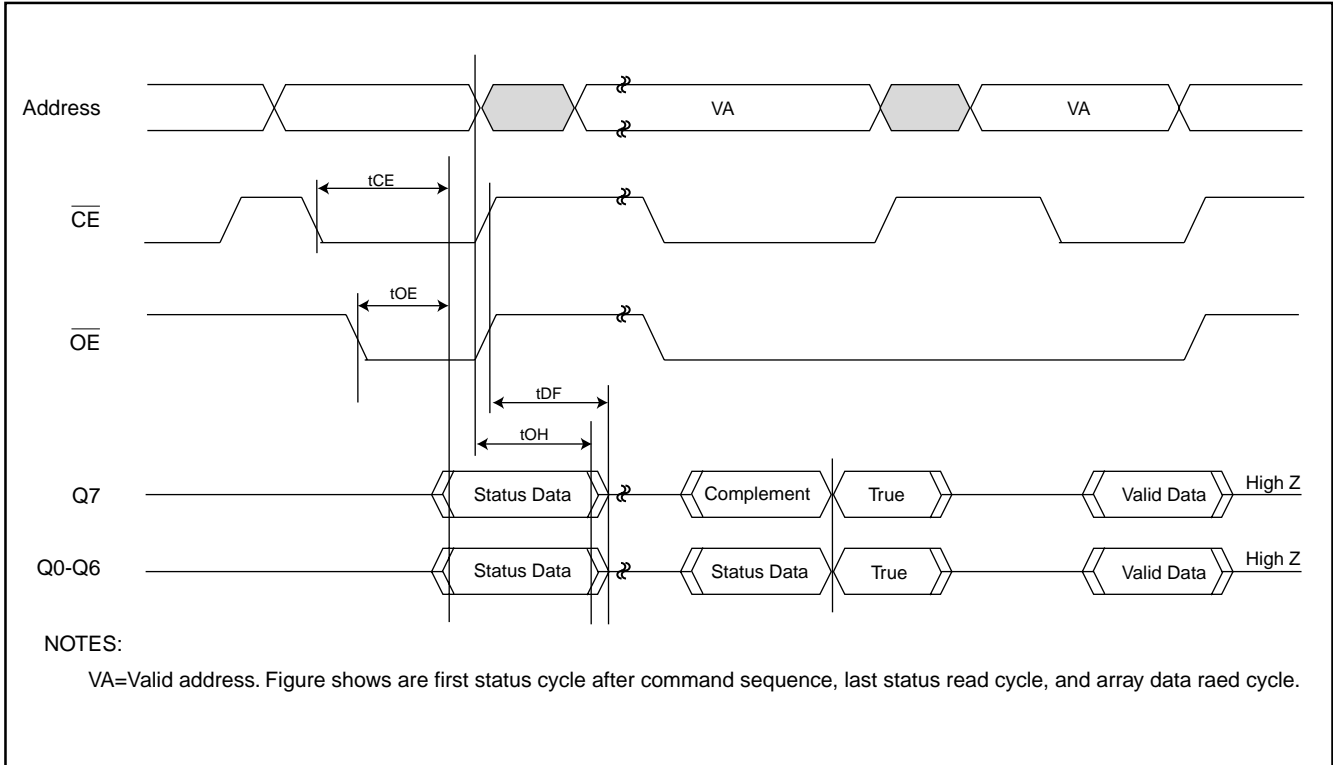 Address
VA
VA
tCE
CE
tOE
OE
tDF
tOH
Q7
Status Data
Complement
True
Valid Data
High Z
Q0-Q6
Status Data
Status Data
True
Valid Data
High Z
NOTES:
VA=Valid address. Figure shows are first status cycle after command sequence, last status read cycle, and array data raed cycle.